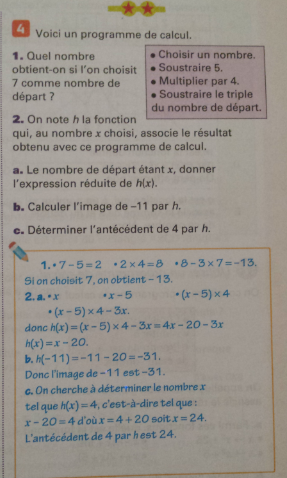 4 Voici un programme de calcul.
1. Quel nombre
obtient-on si l'on choisit
7 comme nombre de
départ ?
• Choisir un nombre.
• Soustraire 5.
• Multiplier par 4.
• Soustraire le triple
du nombre de départ.
2. On note h la fonction
qui, au nombre x choisi, associe le résultat
obtenu avec ce programme de calcul.
a. Le nombre de départ étant x, donner
l'expression réduite de h(x).
b. Calculer l'image de –11 par h.
c. Déterminer l'antécédent de 4 par h.
1. • 7 – 5 = 2 • 2 × 4 = 8 • 8 – 3 × 7 = –13.
Si on choisit 7, on obtient – 13.
2. a. • x • x – 5 • (x – 5) × 4
• (x – 5) × 4 – 3x.
donc h(x) = (x – 5) × 4 – 3x = 4x – 20 – 3x
h(x) = x – 20.
b. h(–11) = –11 – 20 = –31.
Donc l'image de –11 est –31.
c. On cherche à déterminer le nombre x
tel que h(x) = 4, c'est-à-dire tel que :
x – 20 = 4 d'où x = 4 + 20 soit x = 24.
L'antécédent de 4 par h est 24.